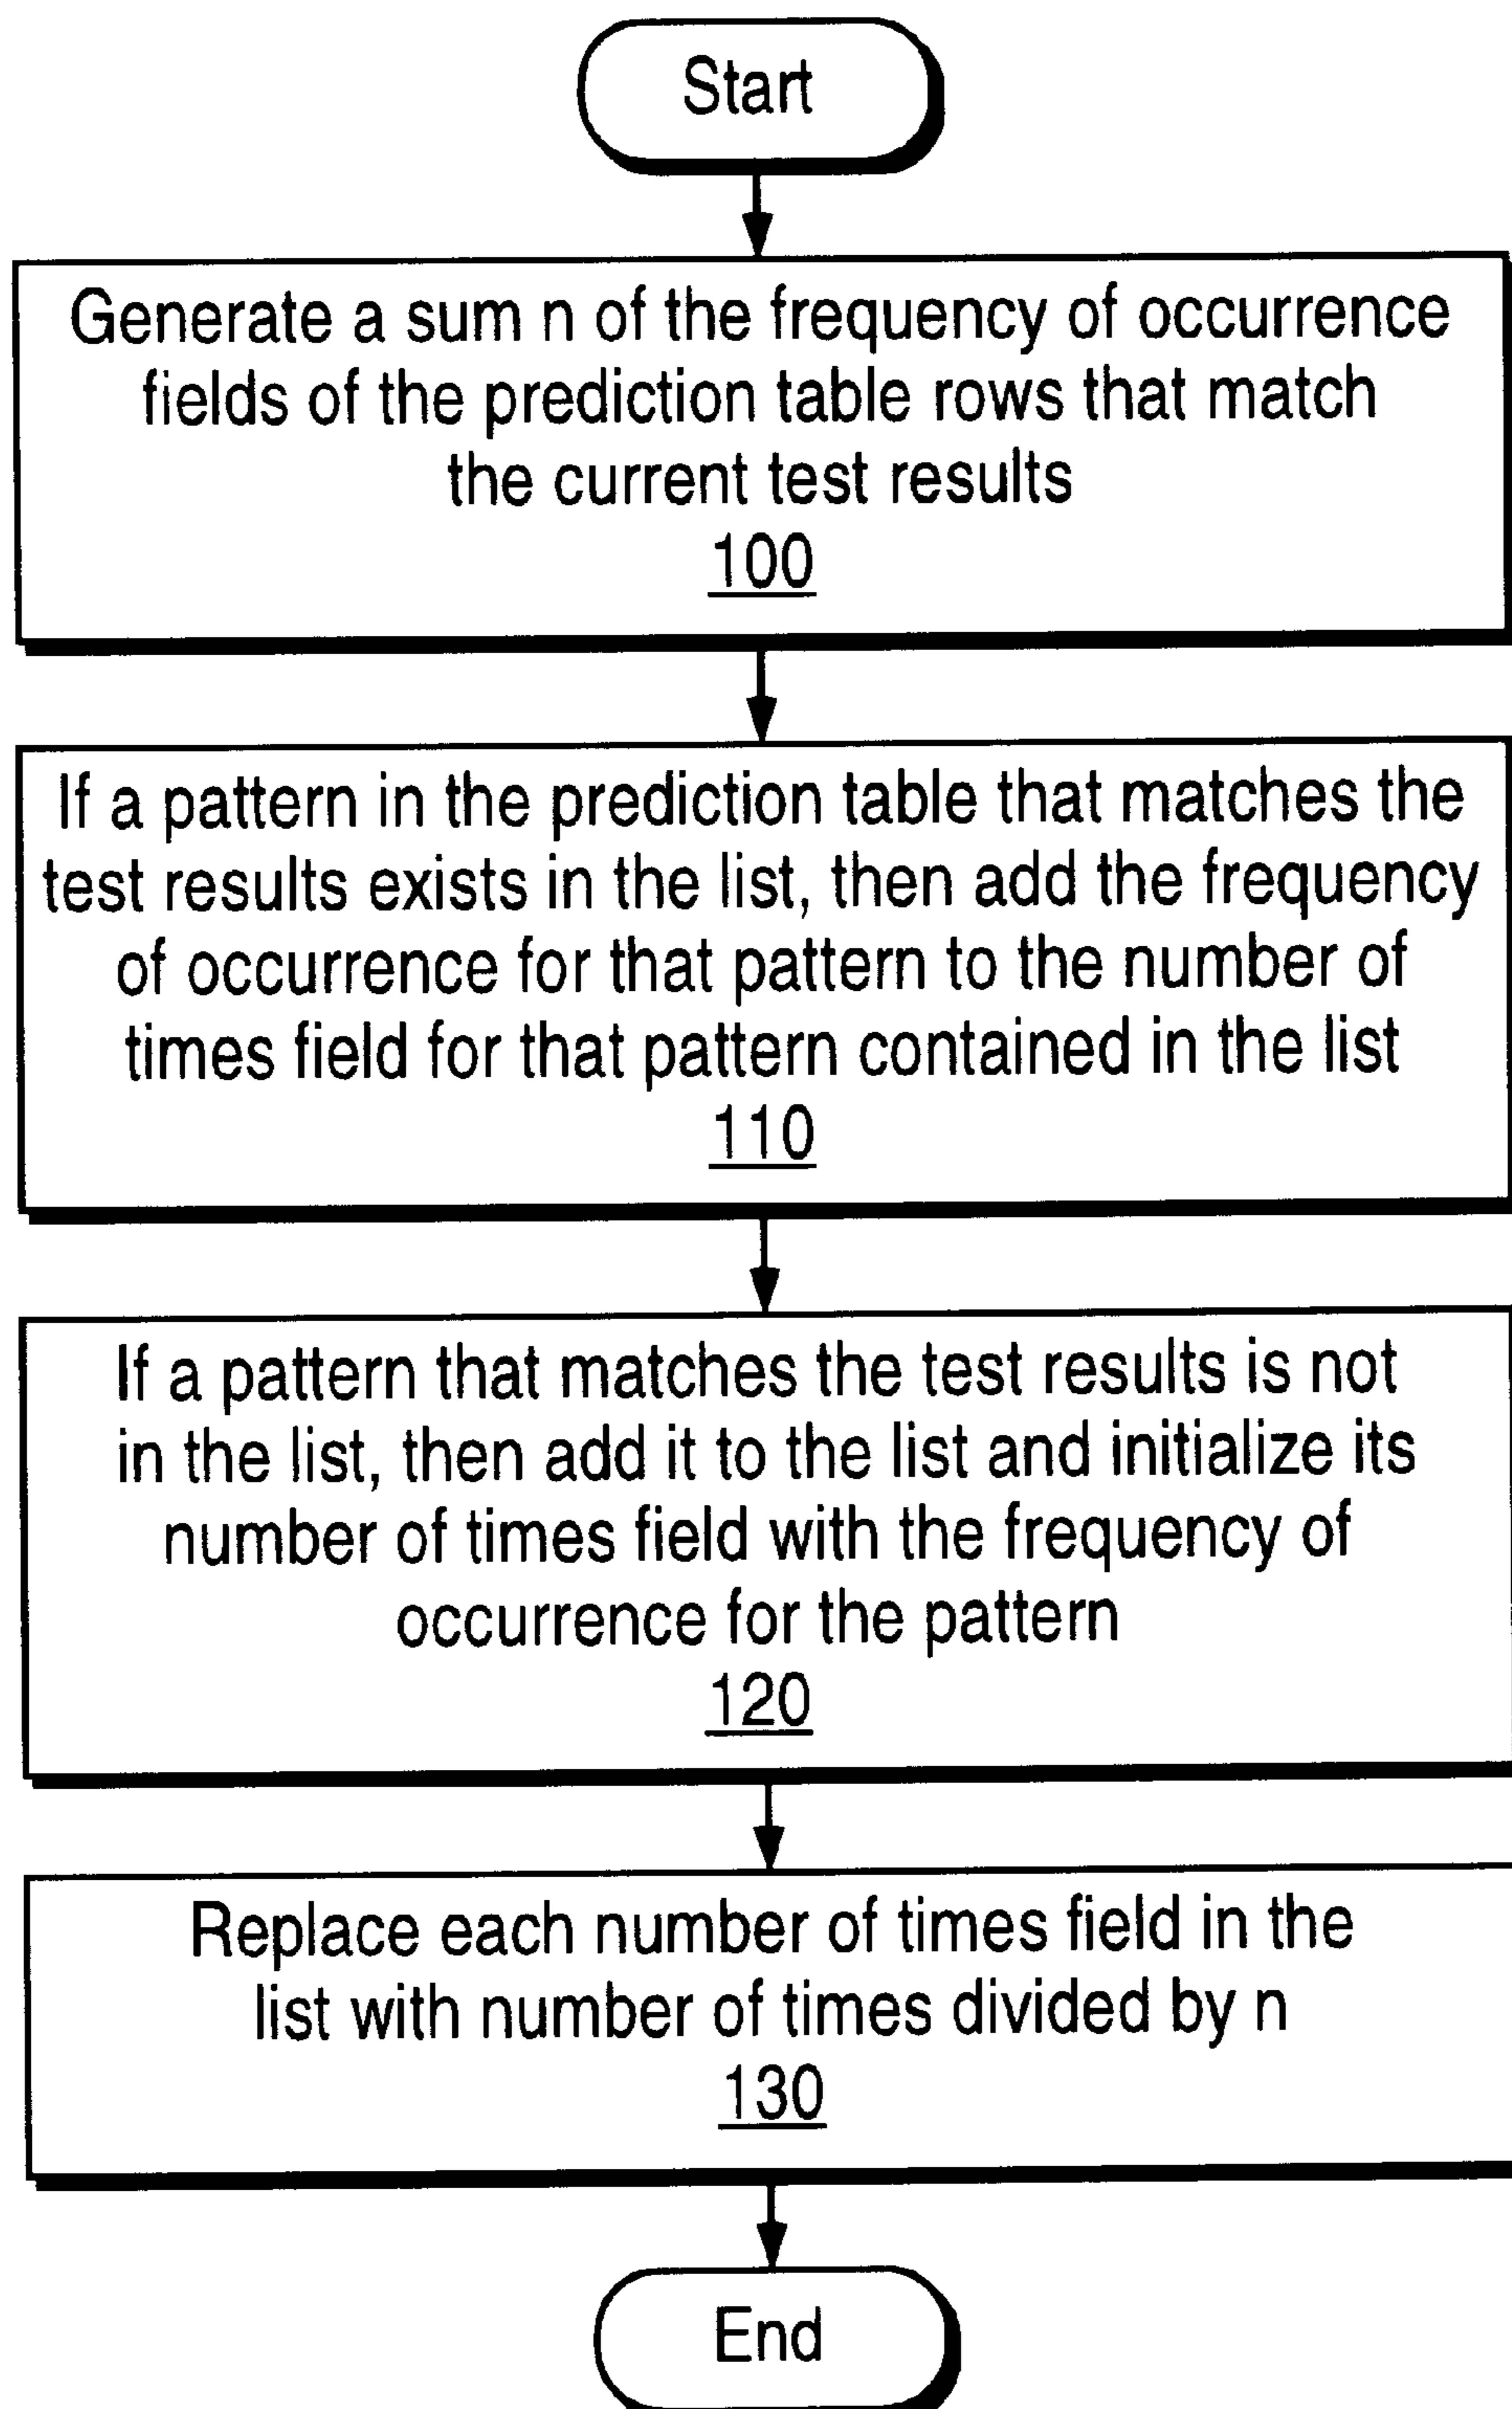 Start
Generate a sum n of the frequency of occurrence
fields of the prediction table rows that match
the current test results
100
If a pattern in the prediction table that matches the
test results exists in the list, then add the frequency
of occurrence for that pattern to the number of
times field for that pattern contained in the list
110
If a pattern that matches the test results is not
in the list, then add it to the list and initialize its
number of times field with the frequency of
occurrence for the pattern
120
Replace each number of times field in the
list with number of times divided by n
130
End